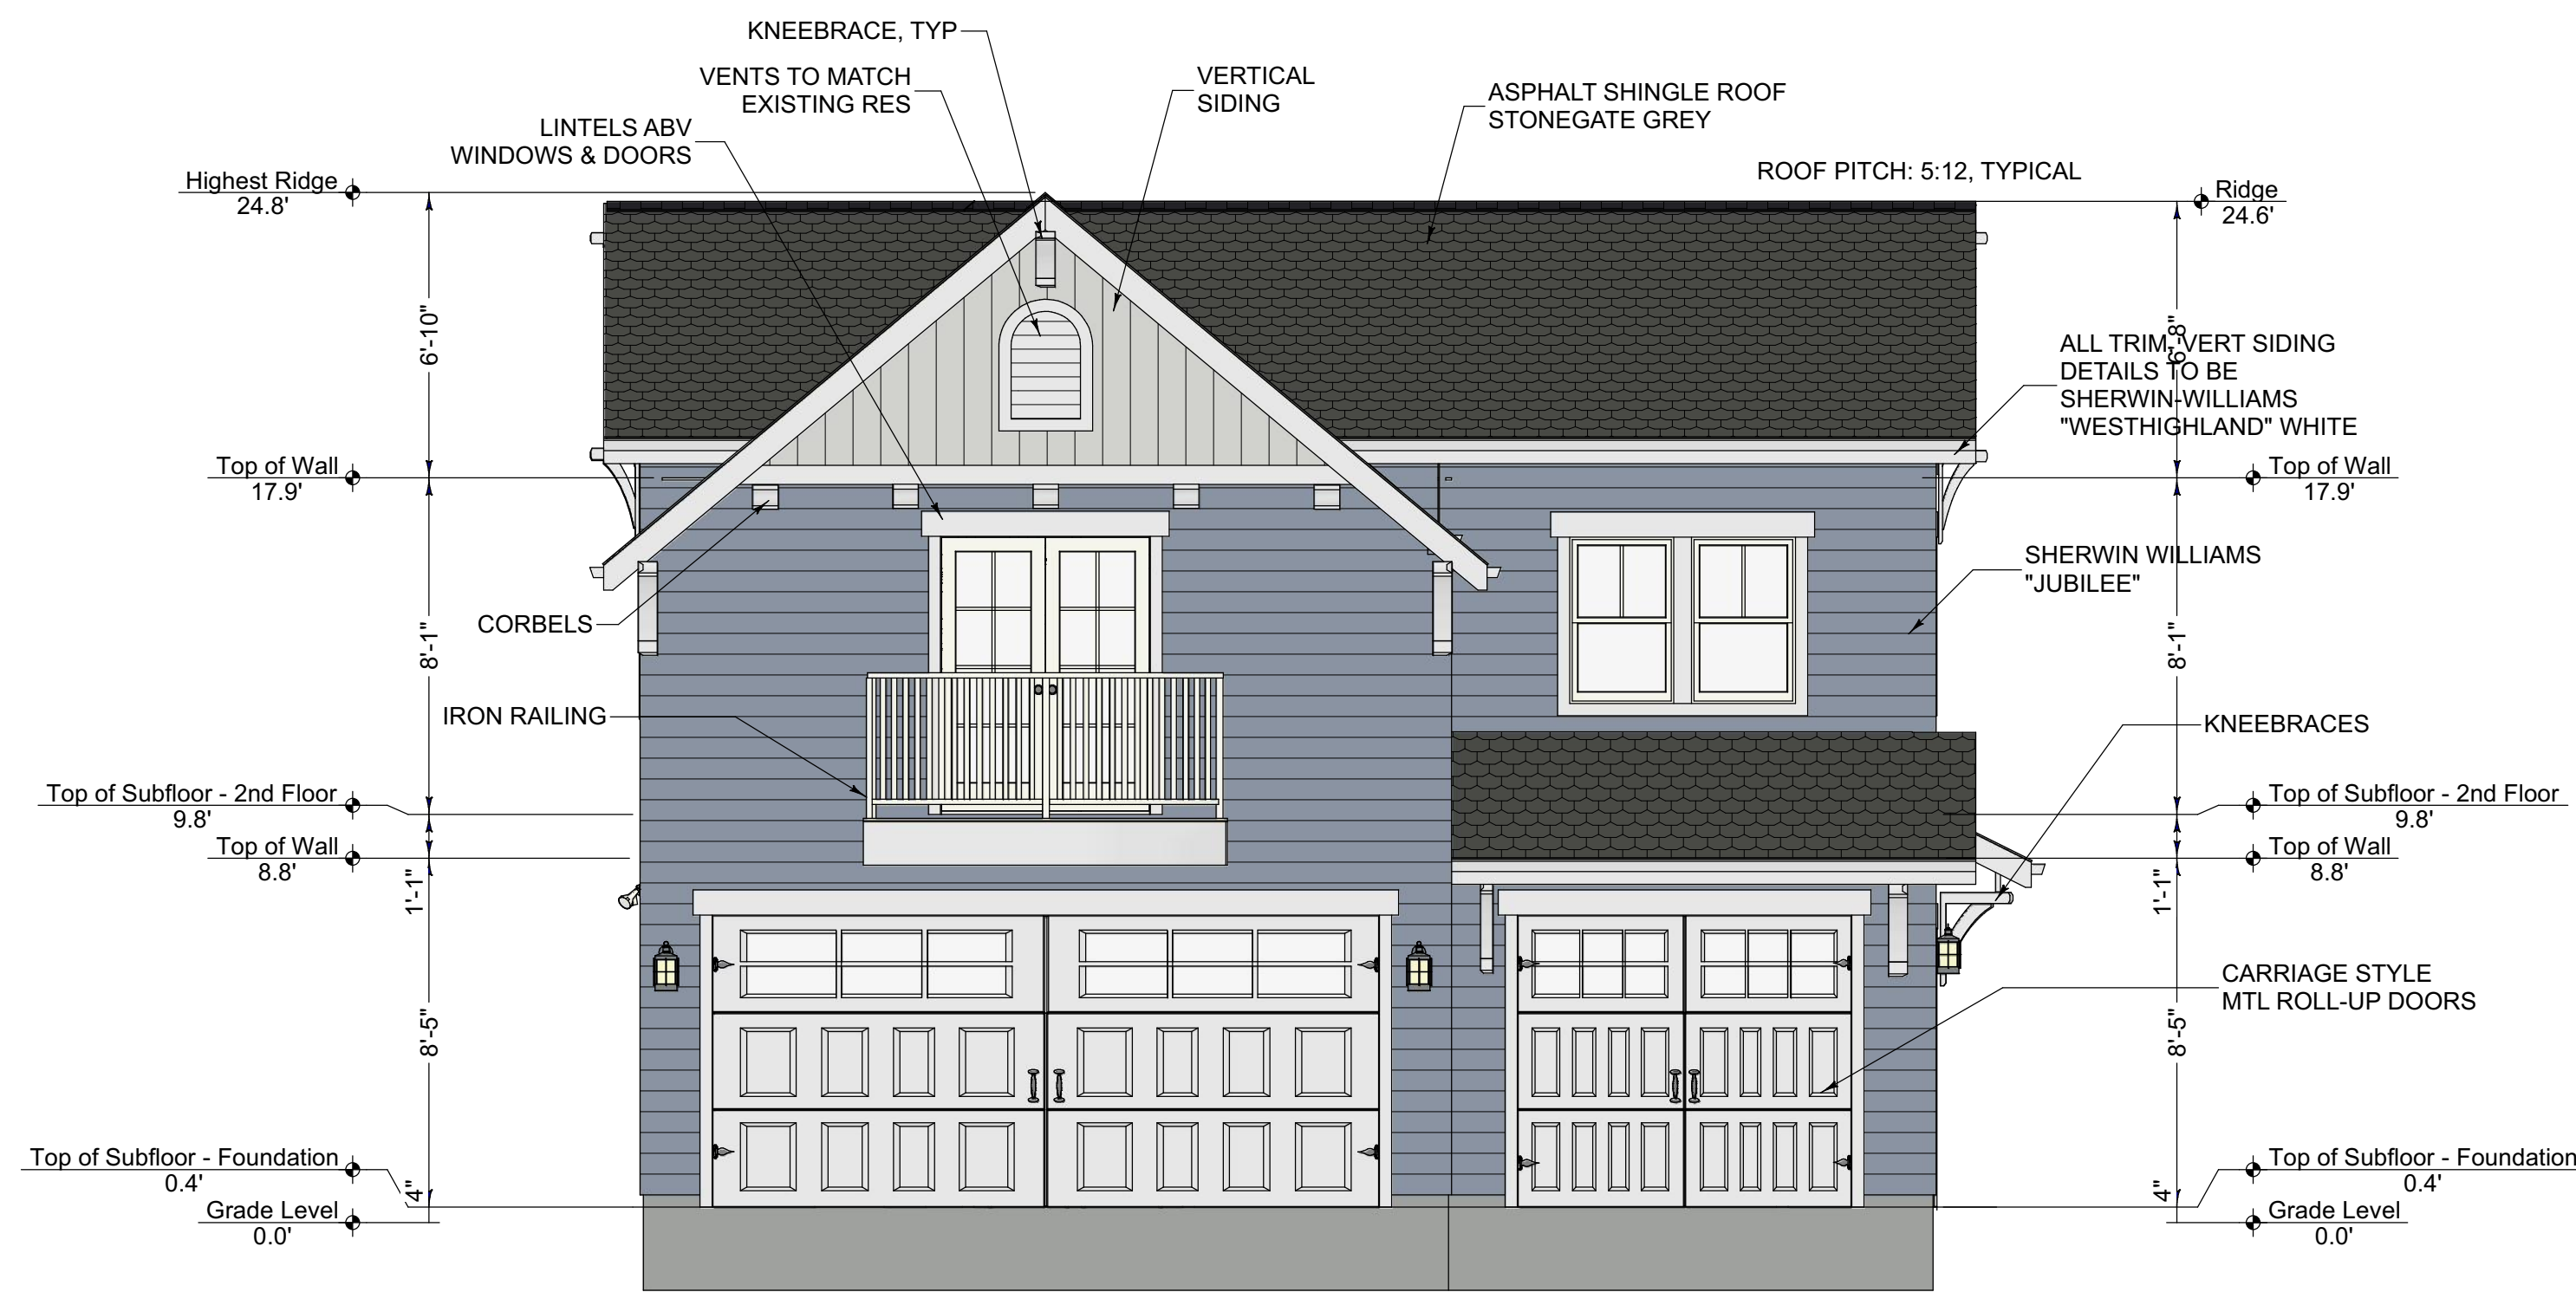 KNEEBRACE, TYP
VENTS TO MATCH
EXISTING RES
VERTICAL
SIDING
ASPHALT SHINGLE ROOF
STONEGATE GREY
LINTELS ABV
WINDOWS & DOORS
ROOF PITCH: 5:12, TYPICAL
Highest Ridge
24.8'
Ridge
24.6'
6'-10"
6'-8"
ALL TRIM, VERT SIDING
DETAILS TO BE
SHERWIN-WILLIAMS
"WESTHIGHLAND" WHITE
Top of Wall
17.9'
Top of Wall
17.9'
SHERWIN WILLIAMS
"JUBILEE"
CORBELS
8'-1"
8'-1"
IRON RAILING
KNEEBRACES
Top of Subfloor - 2nd Floor
9.8'
Top of Subfloor - 2nd Floor
9.8'
Top of Wall
8.8'
Top of Wall
8.8'
1'-1"
1'-1"
CARRIAGE STYLE
MTL ROLL-UP DOORS
8'-5"
8'-5"
Top of Subfloor - Foundation
0.4'
Top of Subfloor - Foundation
0.4'
4"
4"
Grade Level
0.0'
Grade Level
0.0'